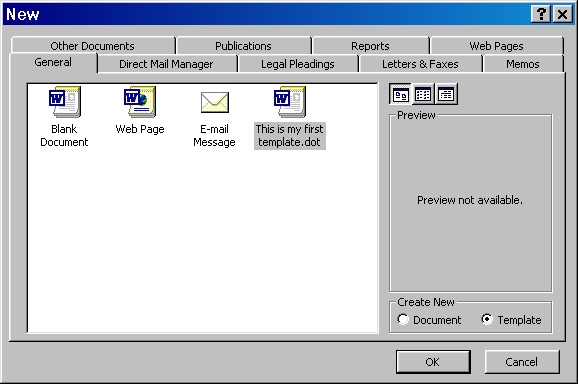 New
Other Documents
Publications
Reports
Web Pages
General
Direct Mail Manager
Legal Pleadings
Letters & Faxes
Memos
Blank
Document
Web Page
E-mail
Message
This is my first
template.dot
Preview
Preview not available.
Create New
Document
Template
OK
Cancel